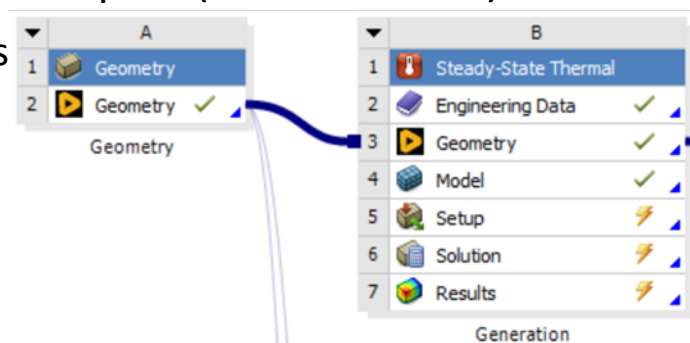 A
1 Geometry
2 Geometry
Geometry
B
1 Steady-State Thermal
2 Engineering Data
3 Geometry
4 Model
5 Setup
6 Solution
7 Results
Generation